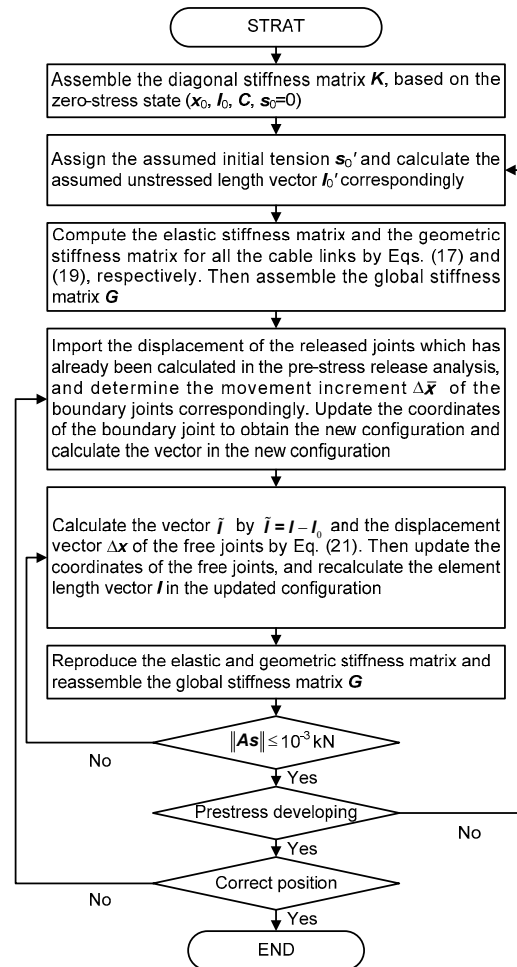 STRAT
Assemble the diagonal stiffness matrix K, based on the
zero-stress state (x₀, l₀, C, s₀=0)
Assign the assumed initial tension s₀′ and calculate the
assumed unstressed length vector l₀′ correspondingly
Compute the elastic stiffness matrix and the geometric
stiffness matrix for all the cable links by Eqs. (17) and
(19), respectively. Then assemble the global stiffness
matrix G
Import the displacement of the released joints which has
already been calculated in the pre-stress release analysis,
and determine the movement increment Δx̄ of the
boundary joints correspondingly. Update the coordinates
of the boundary joint to obtain the new configuration and
calculate the vector in the new configuration
Calculate the vector l̃ by l̃ = l − l₀ and the displacement
vector Δx of the free joints by Eq. (21). Then update the
coordinates of the free joints, and recalculate the element
length vector l in the updated configuration
Reproduce the elastic and geometric stiffness matrix and
reassemble the global stiffness matrix G
‖As‖ ≤ 10⁻³ kN
No
Yes
Prestress developing
No
Yes
Correct position
No
Yes
END